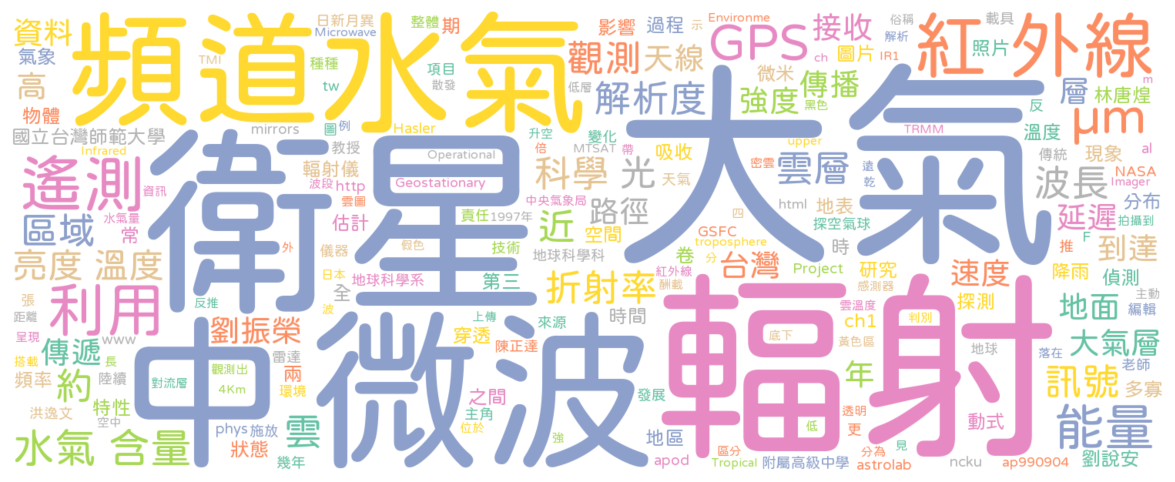 資料
氣象
高
物體
頻道
水氣
日新月異
Microwave
TMI
種種
整體
期
項目
散發
tw
影響
過程
Environme
示
觀測
天線
低層
解析度
GPS
ch
微米
強度
接收
圖片
傳播
黑色
俗稱
解析
IR1
載具
照片
紅外線
反
層
m
林唐煌
μm
溫度
國立台灣師範大學
Infrared
mirrors
圖
例
教授
Hasler
升空
倍
變化
MTSAT
帶
TRMM
傳統
現象
al
遙測
資訊
輻射儀
波段
http
雲圖
衛星
Operational
Geostationary
科學
光
吸收
天氣
大氣
upper
密雲
雲層
遠
乾
波長
NASA
Imager
分布
拍攝到
區域
水氣量
常
估計
責任
1997年
中央氣象局
近
路徑
空間
地表
html
探空氣球
四
時
延遲
F
推
到達
亮度 溫度
外
儀器
假色
技術
地球科學科
GSFC
troposphere
分
卷
台灣
Project
研究
速度
降雨
偵測
利用
張
距離
呈現
反推
日本
地球科學系
全
波
第三
折射率
紅外線
酬載
感測器
雲溫度
探測
地面
主動
編輯
www
傳遞
搭載
長
劉振榮
雷達
上傳
來源
時間
穿透
陳正達
底下
黃色區
ch1
判別
地球
落在
大氣層
老師
頻率
陸續
約
對流層
觀測出
4Km
兩
環境
中
微波
之間
主角
位於
發展
輻射
年
訊號
多寡
洪逸文
空中
特性
phys
施放
狀態
幾年
雲
強
地區
apod
區分
Tropical
透明
低
更
見
動式
分為
astrolab
附屬高級中學
ncku
ap990904
能量
劉說安
水氣 含量